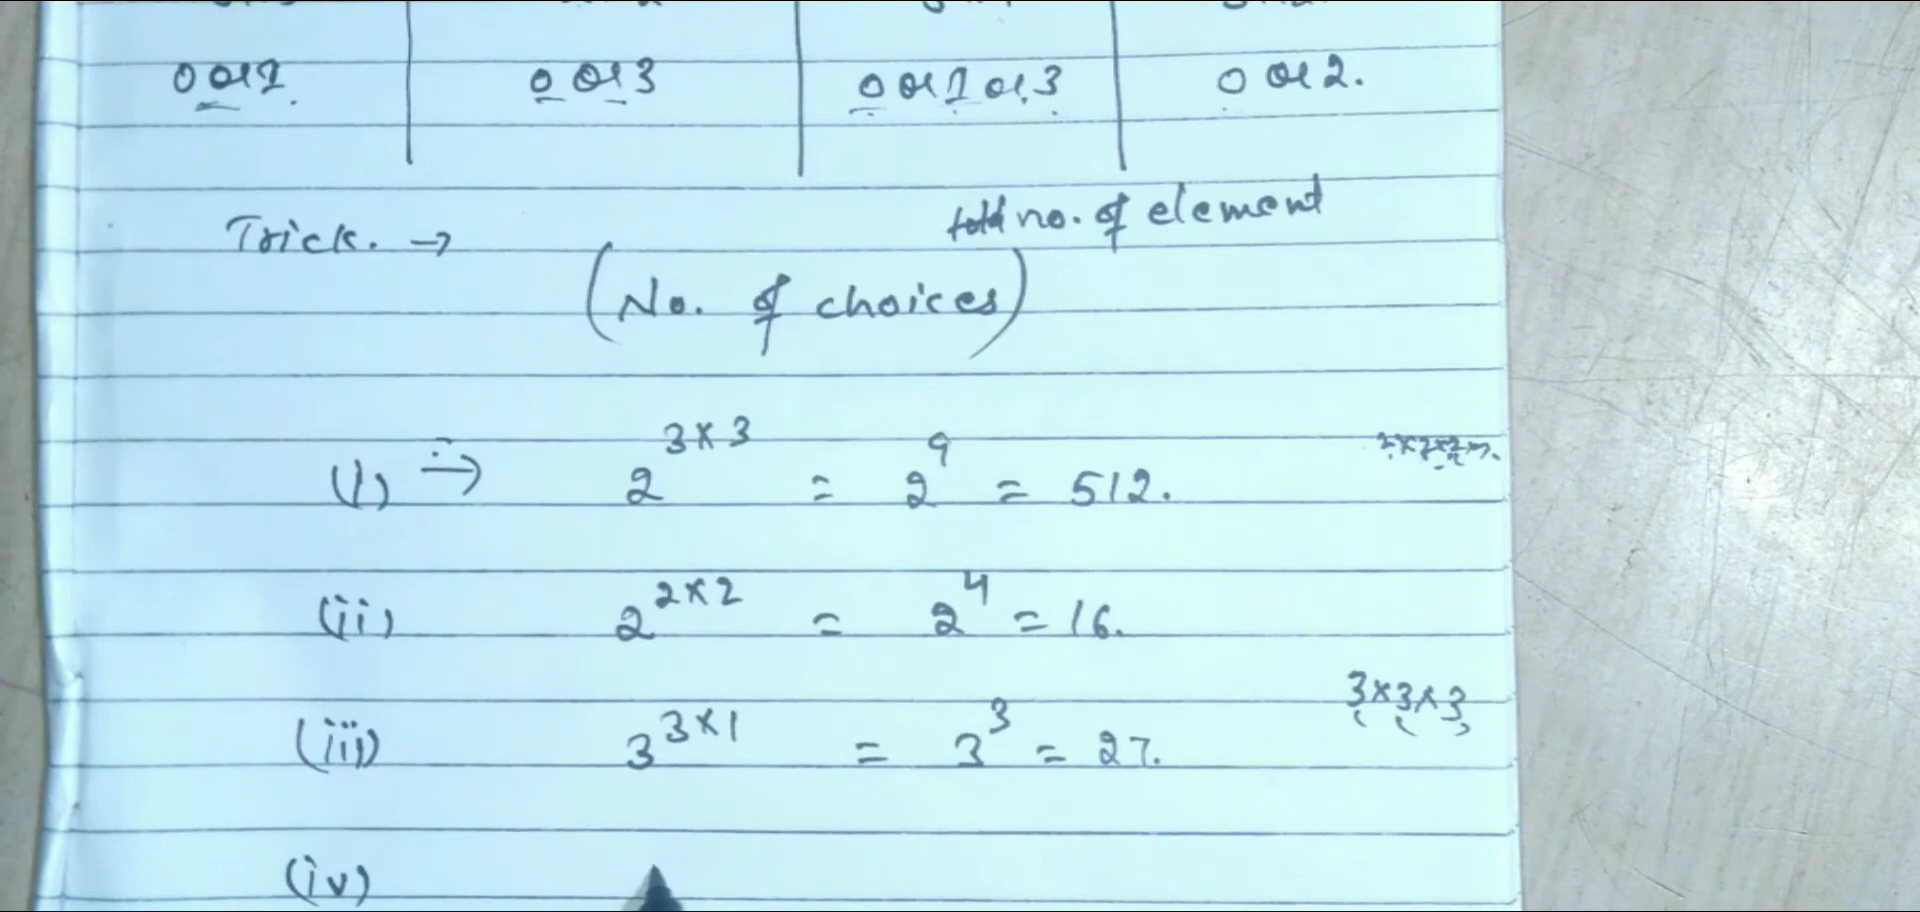 0 or 1. 0 or 3 0 or 1 or 3 0 or 2.
Trick. →
total no. of element
(No. of choices)
(i) → 2^{3×3} = 2^9 = 512.
(ii) 2^{2×2} = 2^4 = 16.
3×3×3
(iii) 3^{3×1} = 3^3 = 27.
(iv)